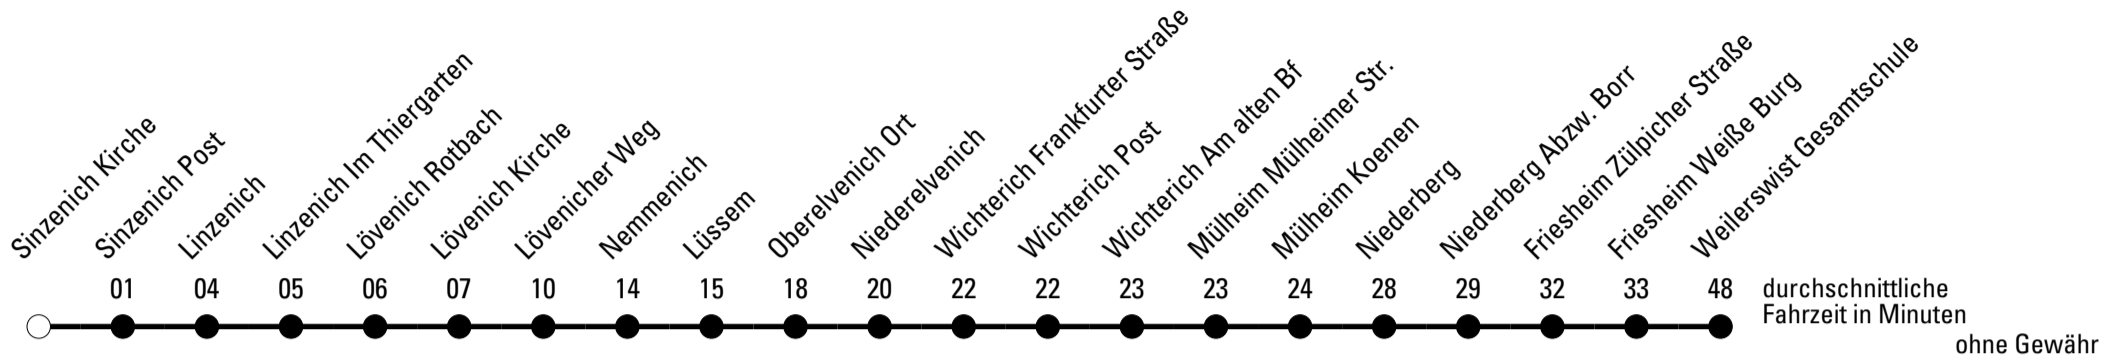 Sinzenich Kirche
Sinzenich Post
Linzenich
Linzenich Im Thiergarten
Lövenich Rotbach
Lövenich Kirche
Lövenicher Weg
Nemmenich
Lüssem
Oberelvenich Ort
Niederelvenich
Wichterich Frankfurter Straße
Wichterich Post
Wichterich Am alten Bf
Mülheim Mülheimer Str.
Mülheim Koenen
Niederberg
Niederberg Abzw. Borr
Friesheim Zülpicher Straße
Friesheim Weiße Burg
Weilerswist Gesamtschule
01 04 05 06 07 10 14 15 18 20 22 22 23 23 24 28 29 32 33 48 durchschnittliche
Fahrzeit in Minuten
ohne Gewähr